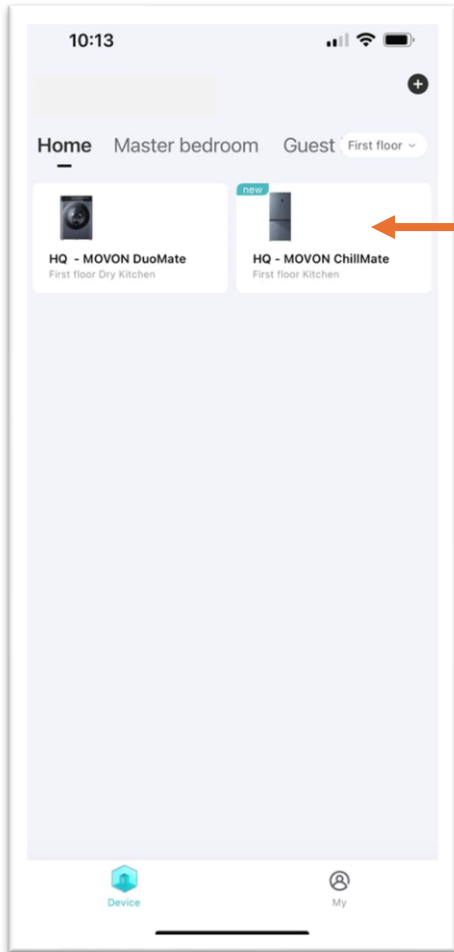 10:13
Home Master bedroom Guest First floor
new
HQ - MOVON DuoMate
First floor Dry Kitchen
HQ - MOVON ChillMate
First floor Kitchen
Device
My